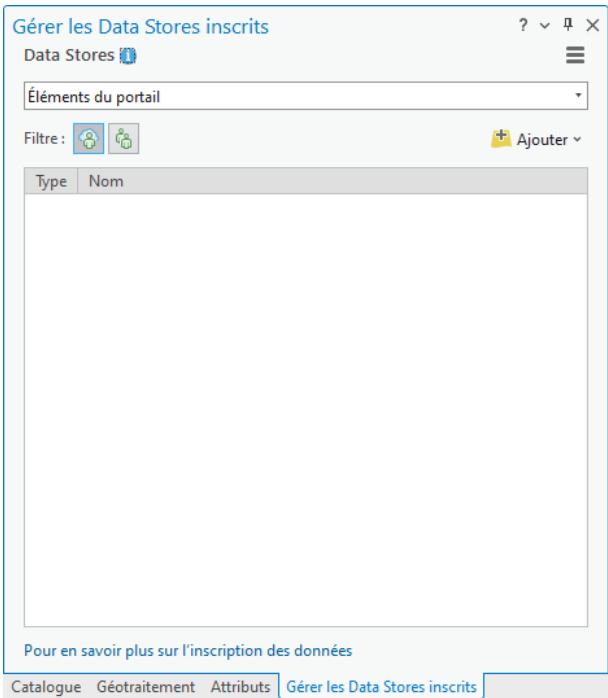 Gérer les Data Stores inscrits
Data Stores
Éléments du portail
Filtre :
Ajouter
Type Nom
Pour en savoir plus sur l'inscription des données
Catalogue Géotraitement Attributs Gérer les Data Stores inscrits